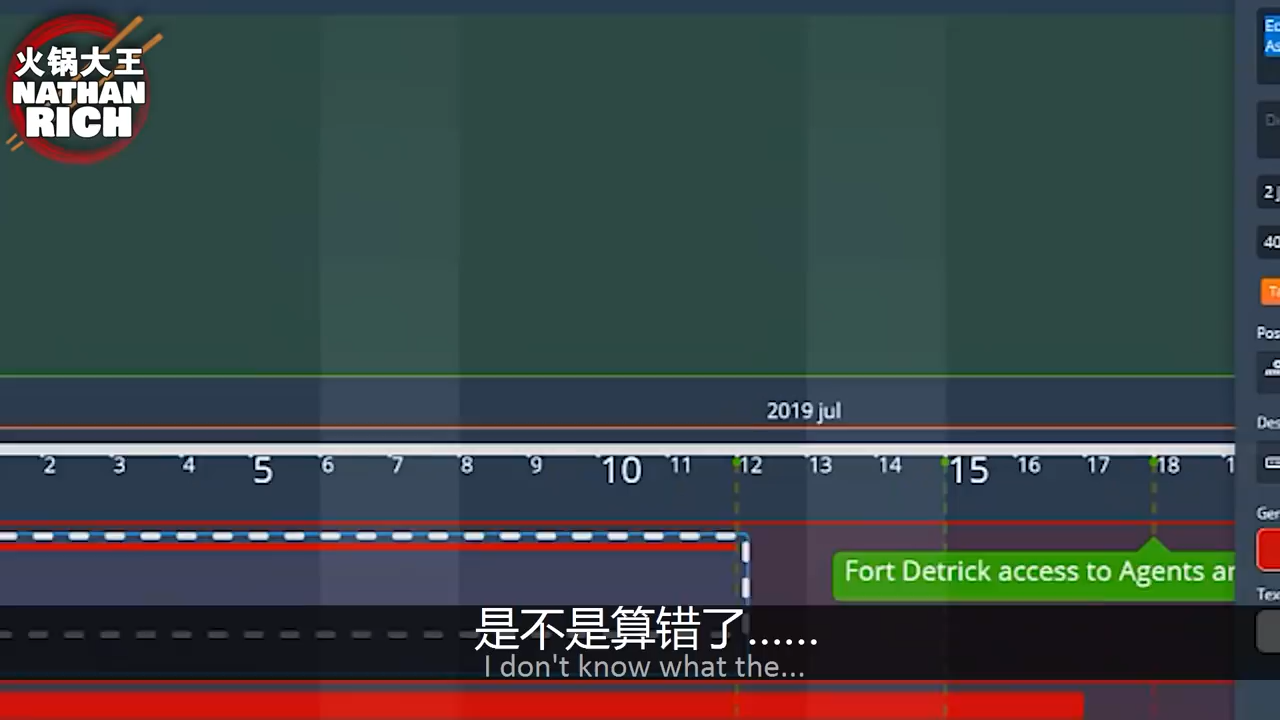 火锅大王
NATHAN
RICH
2019 jul
2 3 4 5 6 7 8 9 10 11 12 13 14 15 16 17 18
Fort Detrick access to Agents
是不是算错了......
I don't know what the...
40